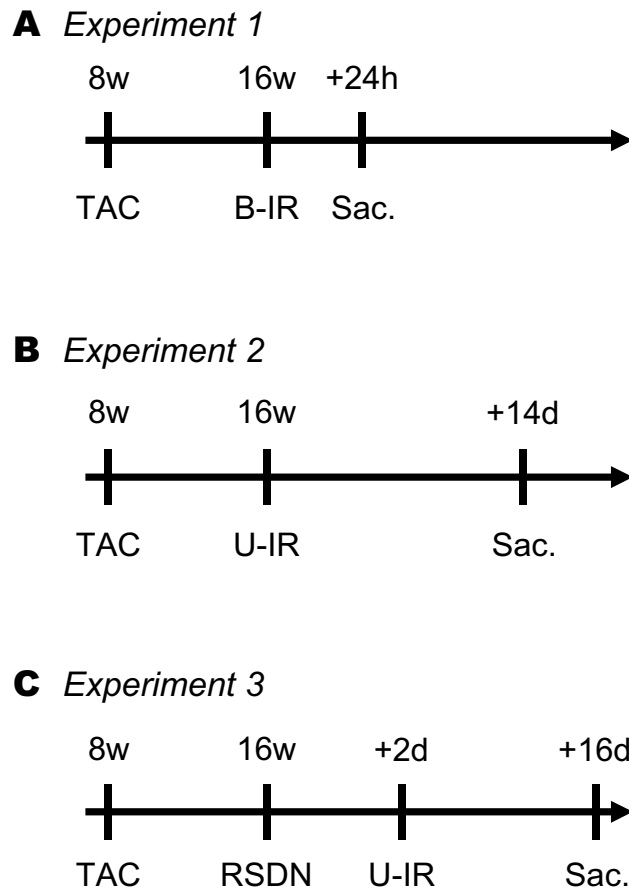 A Experiment 1
8w 16w +24h
TAC B-IR Sac.
B Experiment 2
8w 16w +14d
TAC U-IR Sac.
C Experiment 3
8w 16w +2d +16d
TAC RSDN U-IR Sac.